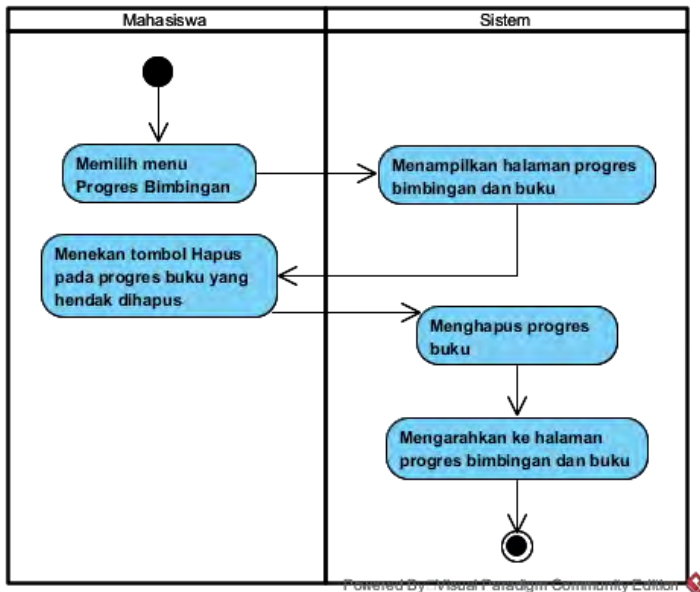 Mahasiswa
Sistem
Memilih menu
Progres Bimbingan
Menampilkan halaman progres
bimbingan dan buku
Menekan tombol Hapus
pada progres buku yang
hendak dihapus
Menghapus progres
buku
Mengarahkan ke halaman
progres bimbingan dan buku
Powered By Visual Paradigm Community Edition